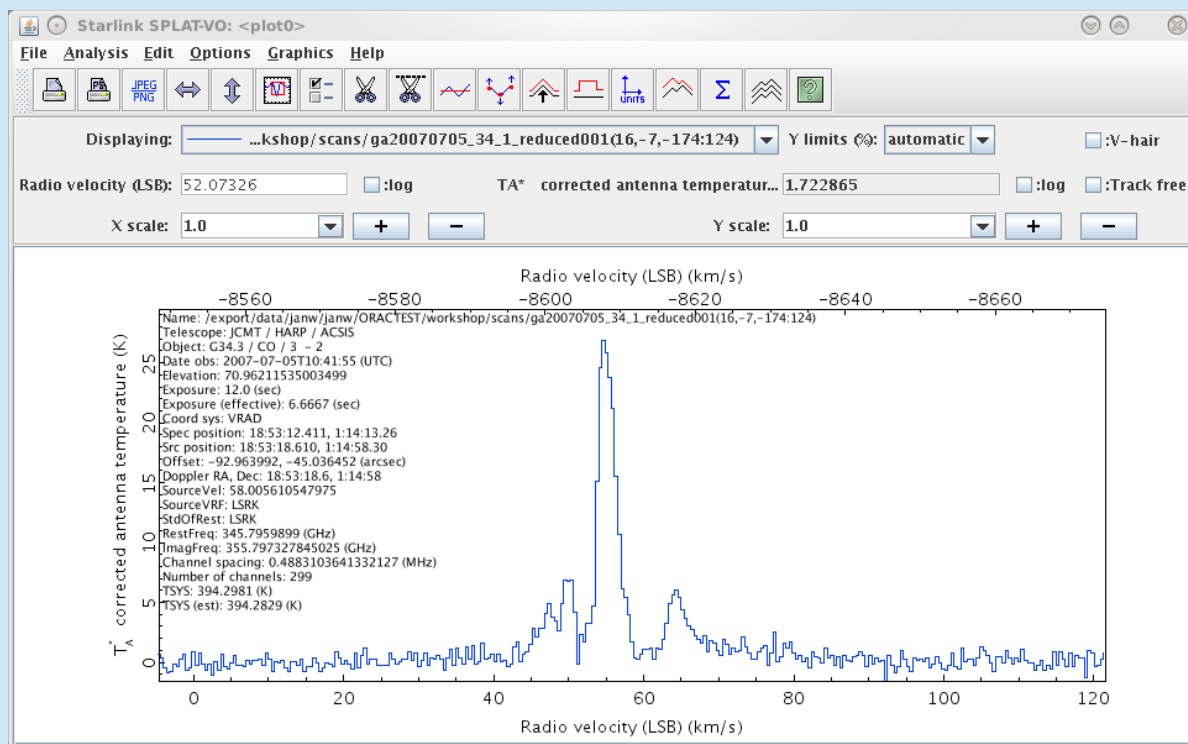 Starlink SPLAT-VO: <plot0>
File Analysis Edit Options Graphics Help
PS JPEG PNG UNITS Σ ?
Displaying: ...kshop/scans/ga20070705_34_1_reduced001(16,-7,-174:124) Y limits (%): automatic :V-hair
Radio velocity (LSB): 52.07326 :log TA* corrected antenna temperatur... 1.722865 :log :Track free
X scale: 1.0 + − Y scale: 1.0 + −
Radio velocity (LSB) (km/s)
−8560 −8580 −8600 −8620 −8640 −8660
Name: /export/data/janw/janw/ORACTEST/workshop/scans/ga20070705_34_1_reduced001(16,-7,-174:124)
Telescope: JCMT / HARP / ACSIS
Object: G34.3 / CO / 3 - 2
Date obs: 2007-07-05T10:41:55 (UTC)
Elevation: 70.96211535003499
Exposure: 12.0 (sec)
Exposure (effective): 6.6667 (sec)
Coord sys: VRAD
Spec position: 18:53:12.411, 1:14:13.26
Src position: 18:53:18.610, 1:14:58.30
Offset: -92.963992, -45.036452 (arcsec)
Doppler RA, Dec: 18:53:18.6, 1:14:58
SourceVel: 58.005610547975
SourceVRF: LSRK
StdOfRest: LSRK
RestFreq: 345.7959899 (GHz)
ImagFreq: 355.797327845025 (GHz)
Channel spacing: 0.4883103641332127 (MHz)
Number of channels: 299
TSYS: 394.2981 (K)
TSYS (est): 394.2829 (K)
T*A corrected antenna temperature (K)
0 5 10 15 20 25
0 20 40 60 80 100 120
Radio velocity (LSB) (km/s)